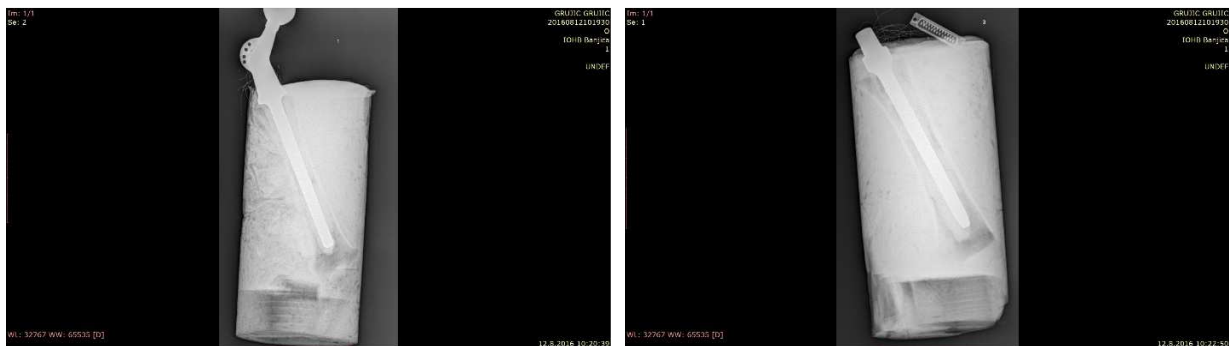 Im: 1/1
Se: 2
GRUJIC GRUJIC
20160812101930
O
IOHB Banjica
1
UNDEF
WL: 32767 WW: 65535 [D]
12.8.2016 10:20:39
Im: 1/1
Se: 1
GRUJIC GRUJIC
20160812101930
O
IOHB Banjica
1
UNDEF
WL: 32767 WW: 65535 [D]
12.8.2016 10:22:50